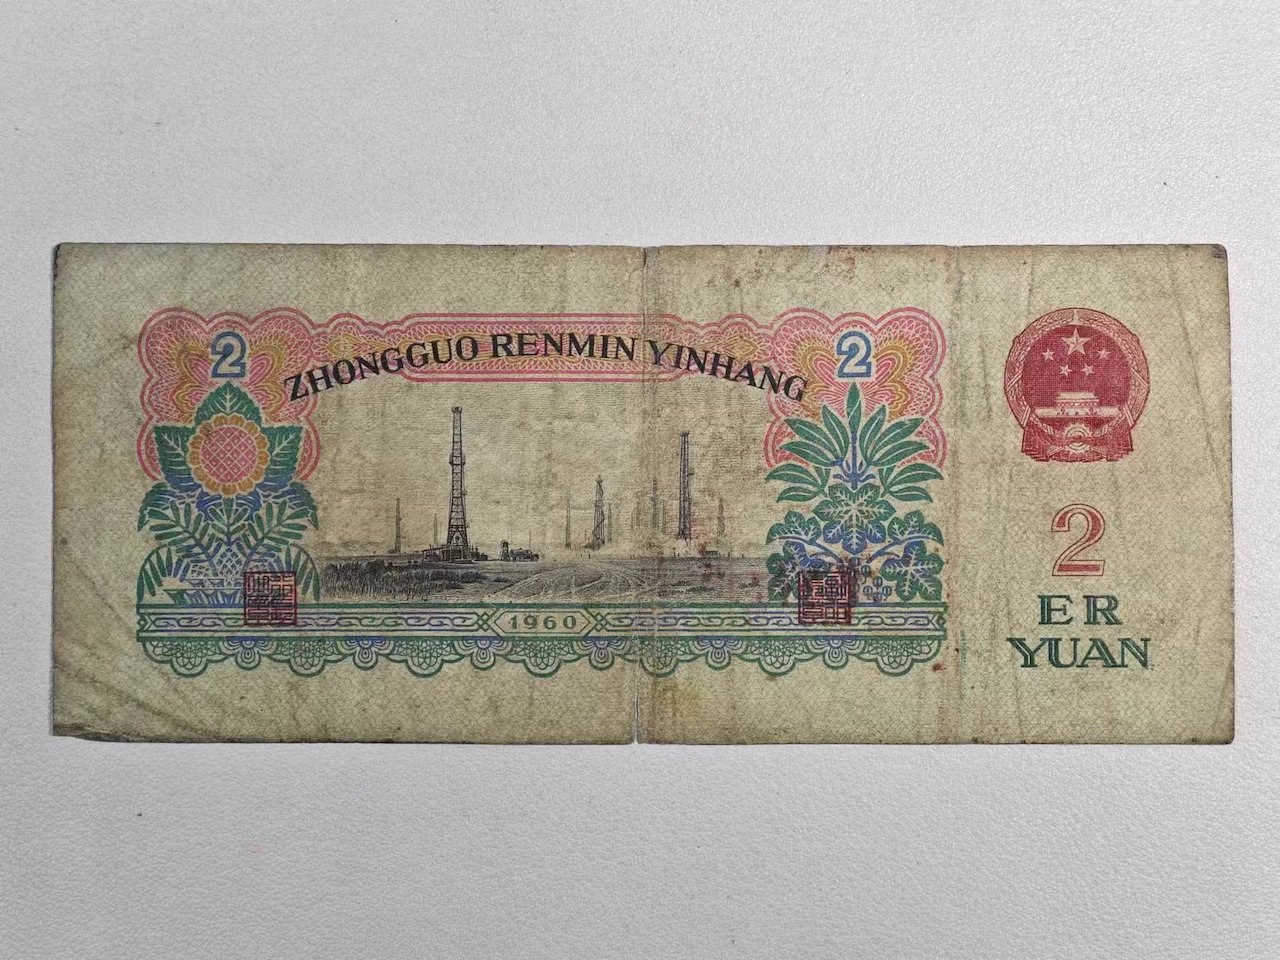 2
ZHONGGUO RENMIN YINHANG
2
1960
2
ER
YUAN